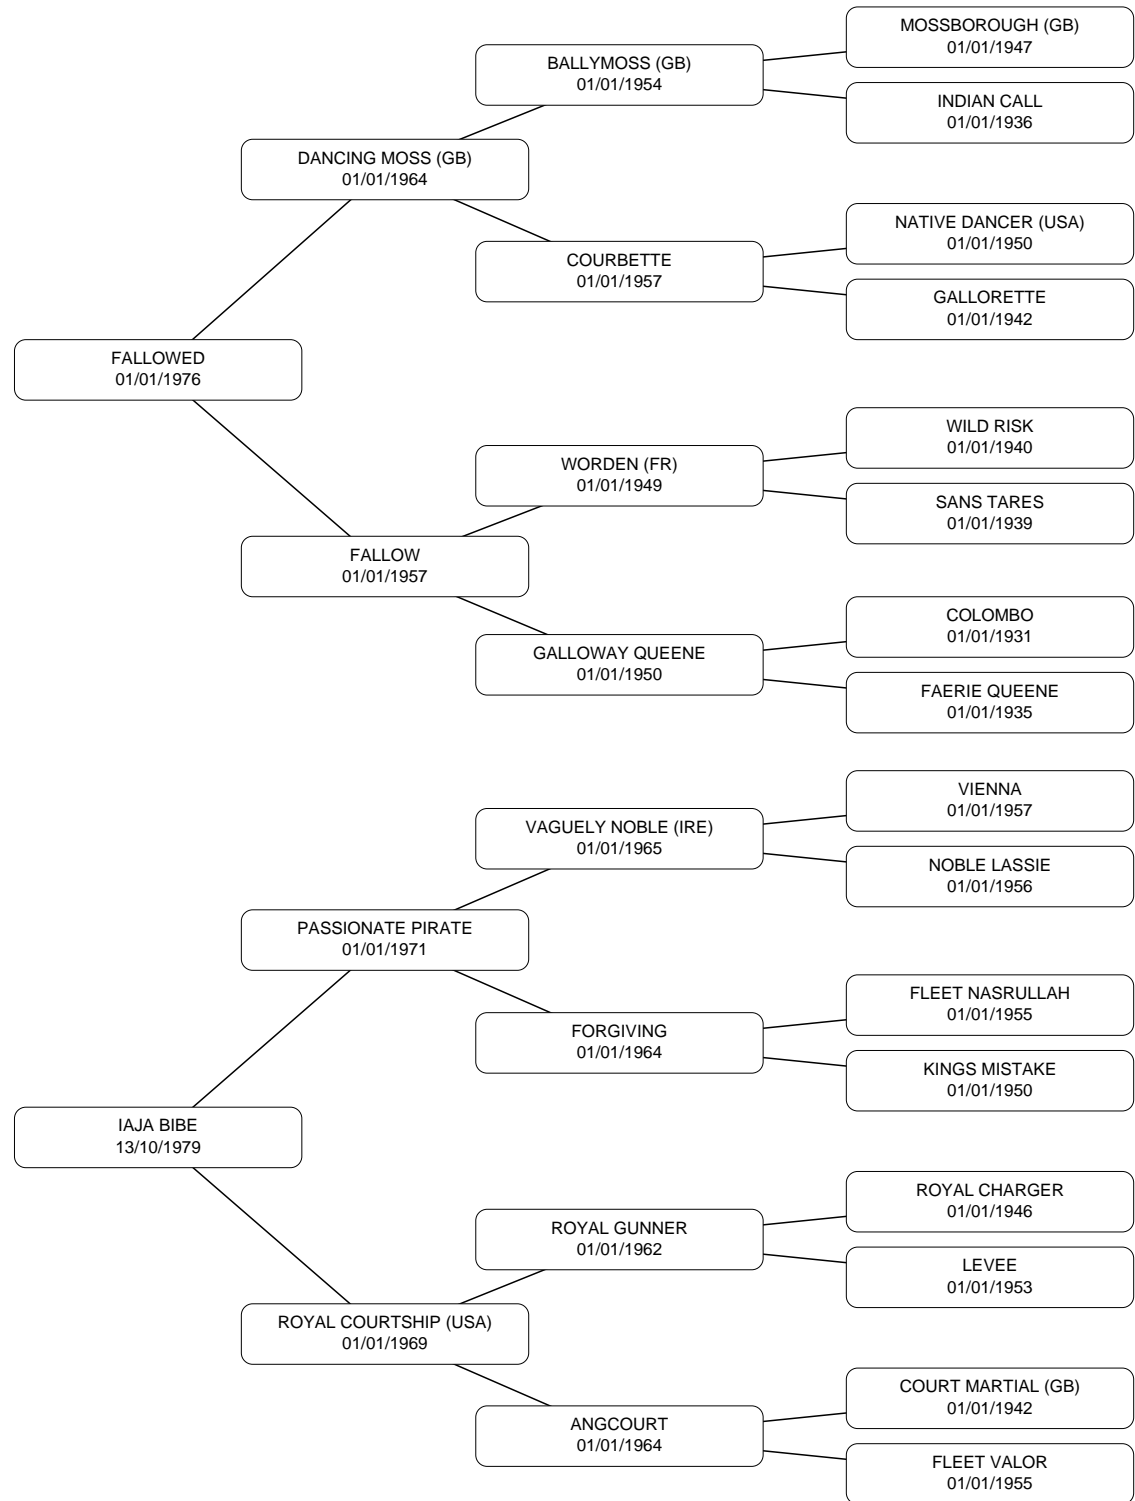 MOSSBOROUGH (GB)
01/01/1947
BALLYMOSS (GB)
01/01/1954
INDIAN CALL
01/01/1936
DANCING MOSS (GB)
01/01/1964
NATIVE DANCER (USA)
01/01/1950
COURBETTE
01/01/1957
GALLORETTE
01/01/1942
FALLOWED
01/01/1976
WILD RISK
01/01/1940
WORDEN (FR)
01/01/1949
SANS TARES
01/01/1939
FALLOW
01/01/1957
COLOMBO
01/01/1931
GALLOWAY QUEENE
01/01/1950
FAERIE QUEENE
01/01/1935
VIENNA
01/01/1957
VAGUELY NOBLE (IRE)
01/01/1965
NOBLE LASSIE
01/01/1956
PASSIONATE PIRATE
01/01/1971
FLEET NASRULLAH
01/01/1955
FORGIVING
01/01/1964
KINGS MISTAKE
01/01/1950
IAJA BIBE
13/10/1979
ROYAL CHARGER
01/01/1946
ROYAL GUNNER
01/01/1962
LEVEE
01/01/1953
ROYAL COURTSHIP (USA)
01/01/1969
COURT MARTIAL (GB)
01/01/1942
ANGCOURT
01/01/1964
FLEET VALOR
01/01/1955